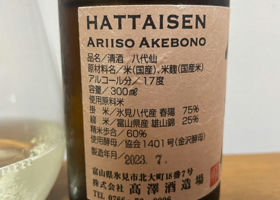 HATTAISEN
ARIISO AKEBONO
品名/清酒 八代仙
原材料名/米(国産)、米麹(国産米)
アルコール分/17度
容量/300㎖
使用原料米
掛 米/氷見八代産 春陽 75%
麹 米/富山県産 雄山錦 25%
精米歩合/60%
使用酵母/協会1401号(金沢酵母)
製造年月/2023.7.
富山県氷見市北大町18番7号
株式会社 髙澤酒造場
TEL 0766